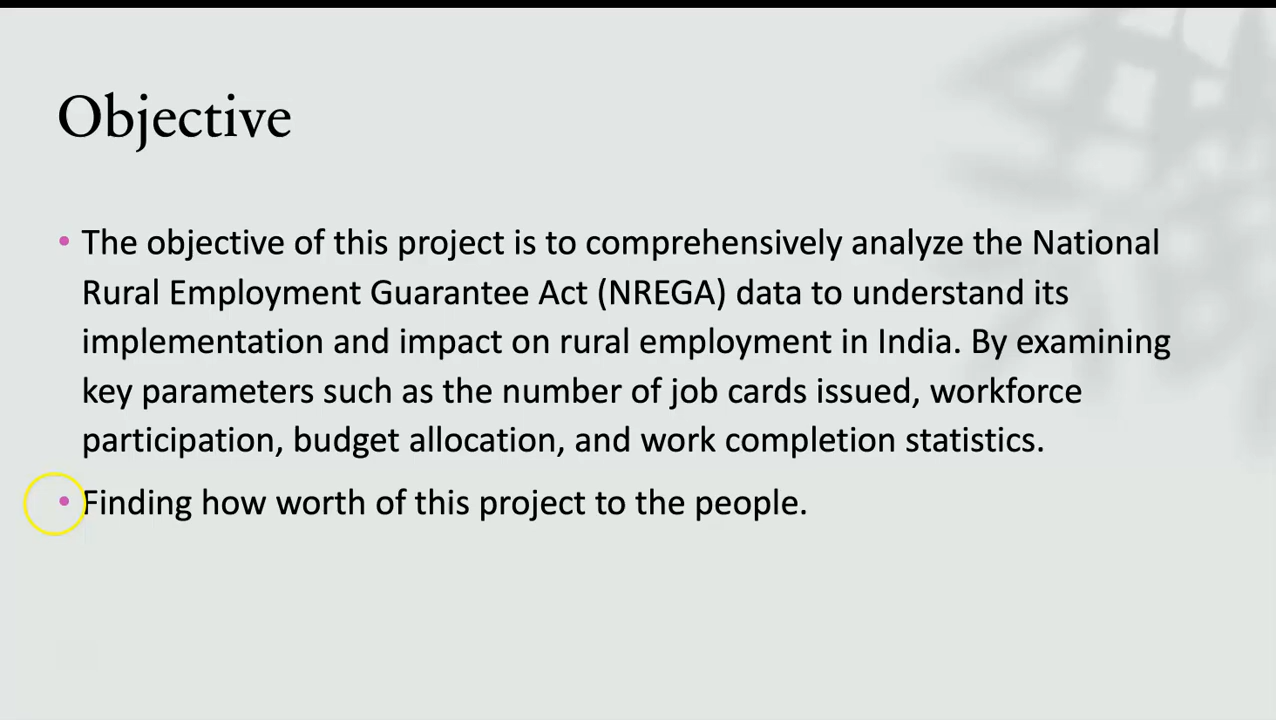 Objective
• The objective of this project is to comprehensively analyze the National
Rural Employment Guarantee Act (NREGA) data to understand its
implementation and impact on rural employment in India. By examining
key parameters such as the number of job cards issued, workforce
participation, budget allocation, and work completion statistics.
• Finding how worth of this project to the people.